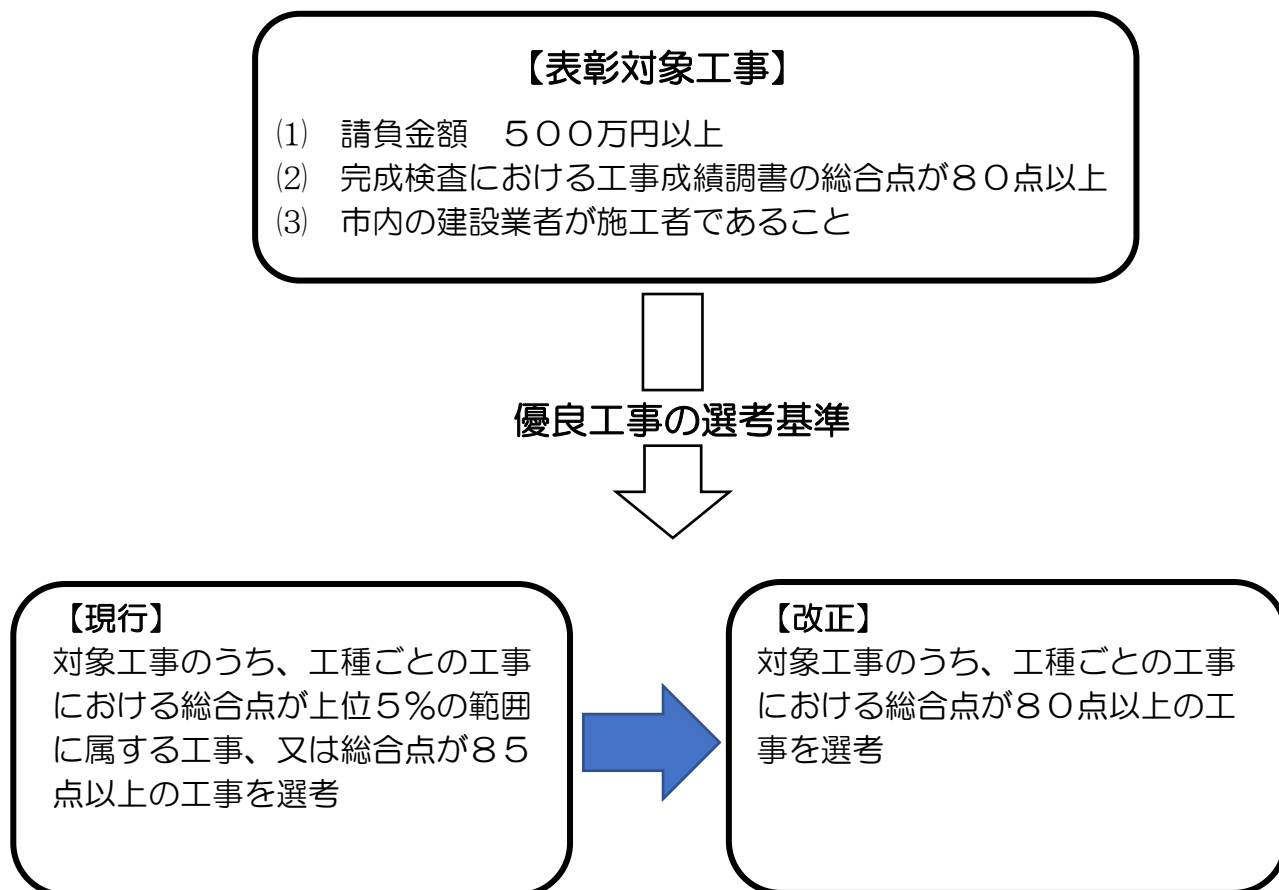 【表彰対象工事】
⑴ 請負金額 ５００万円以上
⑵ 完成検査における工事成績調書の総合点が８０点以上
⑶ 市内の建設業者が施工者であること
優良工事の選考基準
【現行】
対象工事のうち、工種ごとの工事
における総合点が上位５％の範囲
に属する工事、又は総合点が８５
点以上の工事を選考
【改正】
対象工事のうち、工種ごとの工事
における総合点が８０点以上の工
事を選考